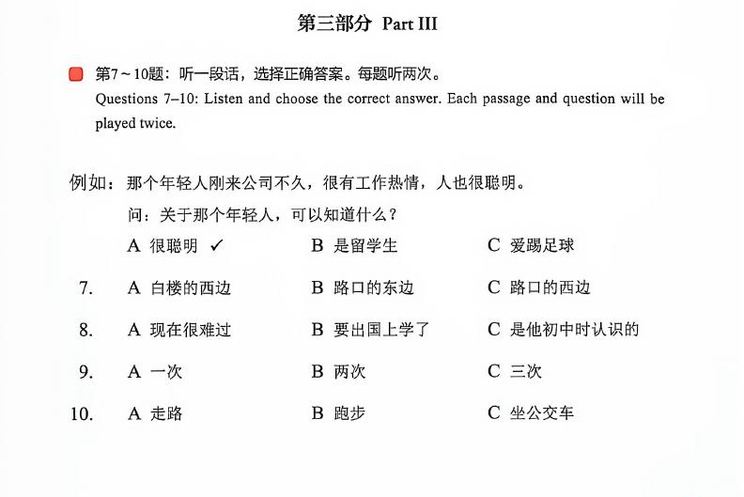 第三部分 Part III
第7～10题：听一段话，选择正确答案。每题听两次。
Questions 7–10: Listen and choose the correct answer. Each passage and question will be
played twice.
例如：那个年轻人刚来公司不久，很有工作热情，人也很聪明。
问：关于那个年轻人，可以知道什么？
A 很聪明 ✓ B 是留学生 C 爱踢足球
7. A 白楼的西边 B 路口的东边 C 路口的西边
8. A 现在很难过 B 要出国上学了 C 是他初中时认识的
9. A 一次 B 两次 C 三次
10. A 走路 B 跑步 C 坐公交车